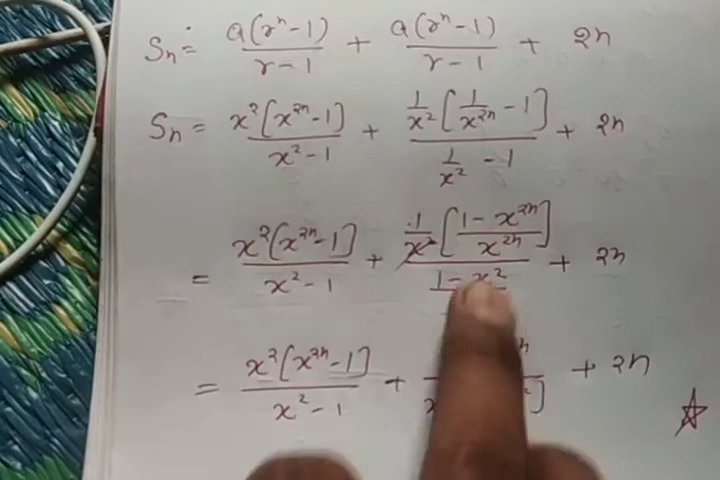 Sn = a(r^n - 1)/(r - 1) + a(r^n - 1)/(r - 1) + 2n
Sn = x^2[x^2n - 1]/(x^2 - 1) + 1/x^2[1/x^2n - 1]/(1/x^2 - 1) + 2n
= x^2[x^2n - 1]/(x^2 - 1) + 1/x^2[(1 - x^2n)/x^2n]/(1 - x^2) + 2n
= x^2[x^2n - 1]/(x^2 - 1) + + 2n